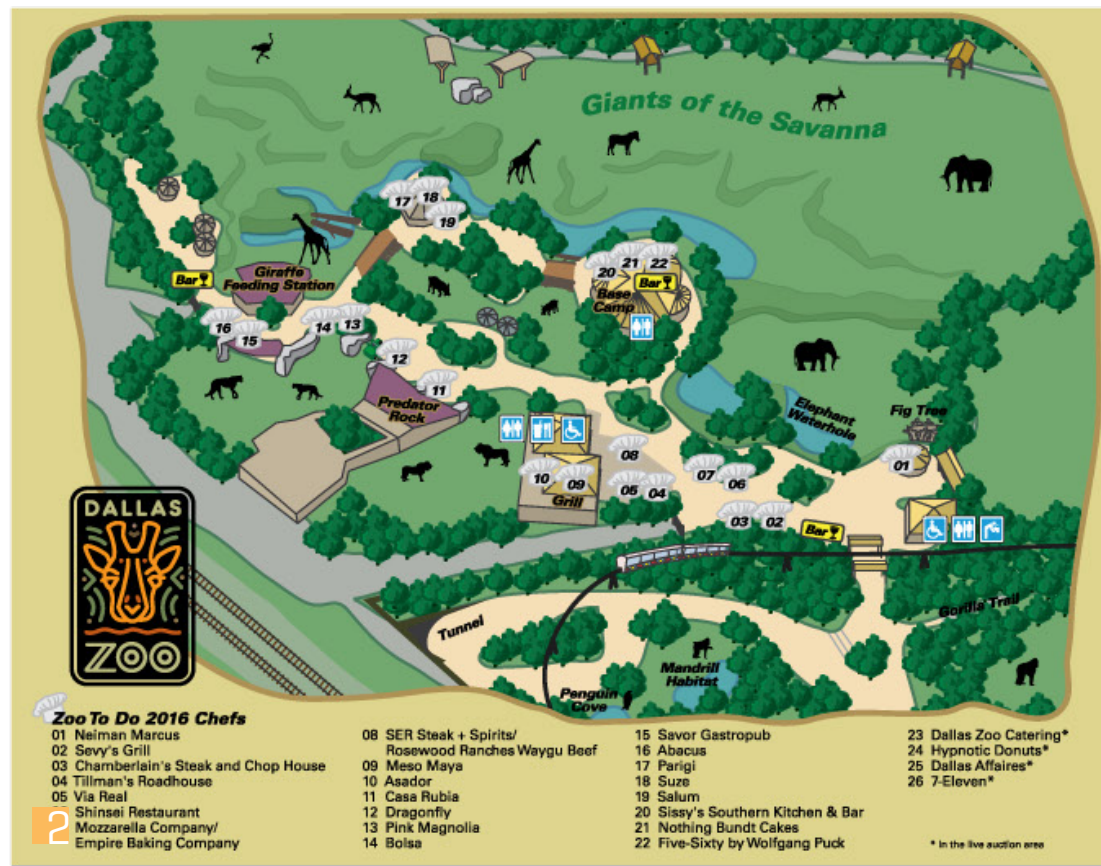 Giants of the Savanna
17
18
19
21
22
20
Bar
Base
Camp
Bar
Giraffe
Feeding Station
16
15
14
13
12
11
Predator
Rock
Elephant
Waterhole
Fig Tree
01
08
10
09
Grill
05
04
07
06
03
02
Bar
DALLAS
ZOO
Tunnel
Gorilla Trail
Mandrill
Habitat
Penguin
Cove
Zoo To Do 2016 Chefs
01 Neiman Marcus
02 Sevy's Grill
03 Chamberlain's Steak and Chop House
04 Tillman's Roadhouse
05 Via Real
Shinsei Restaurant
Mozzarella Company/
Empire Baking Company
2
08 SER Steak + Spirits/
Rosewood Ranches Waygu Beef
09 Meso Maya
10 Asador
11 Casa Rubia
12 Dragonfly
13 Pink Magnolia
14 Bolsa
15 Savor Gastropub
16 Abacus
17 Parigi
18 Suze
19 Salum
20 Sissy's Southern Kitchen & Bar
21 Nothing Bundt Cakes
22 Five-Sixty by Wolfgang Puck
23 Dallas Zoo Catering*
24 Hypnotic Donuts*
25 Dallas Affaires*
26 7-Eleven*
* In the live auction area